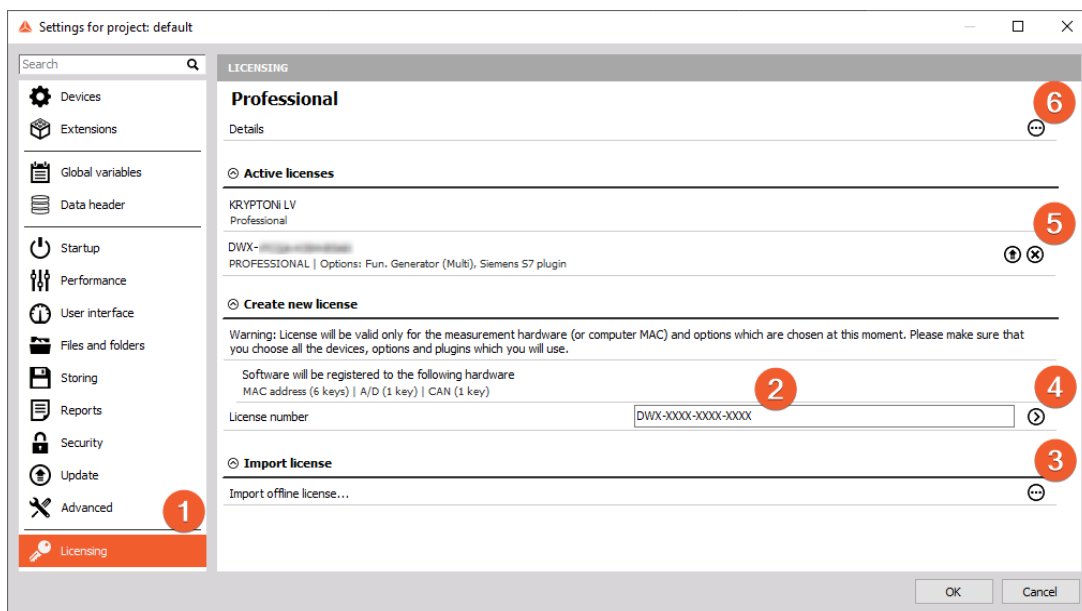 Settings for project: default
Search
Devices
Extensions
Global variables
Data header
Startup
Performance
User interface
Files and folders
Storing
Reports
Security
Update
Advanced
1
Licensing
LICENSING
Professional
6
Details
Active licenses
KRYPTONi LV
Professional
5
DWX-
PROFESSIONAL | Options: Fun. Generator (Multi), Siemens S7 plugin
Create new license
Warning: License will be valid only for the measurement hardware (or computer MAC) and options which are chosen at this moment. Please make sure that
you choose all the devices, options and plugins which you will use.
Software will be registered to the following hardware
MAC address (6 keys) | A/D (1 key) | CAN (1 key)
2
4
License number
DWX-XXXX-XXXX-XXXX
Import license
3
Import offline license...
OK
Cancel